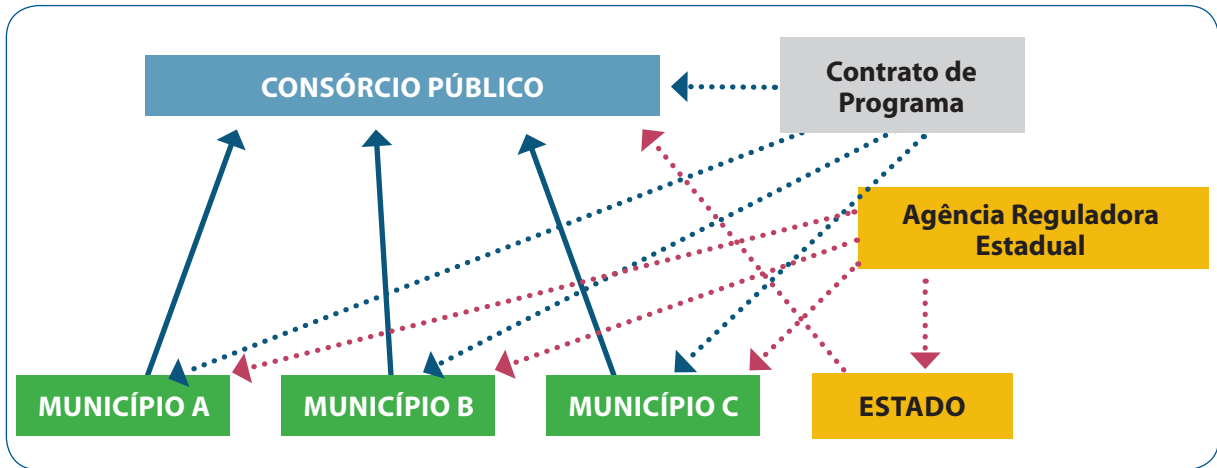 CONSÓRCIO PÚBLICO
Contrato de
Programa
Agência Reguladora
Estadual
MUNICÍPIO A
MUNICÍPIO B
MUNICÍPIO C
ESTADO